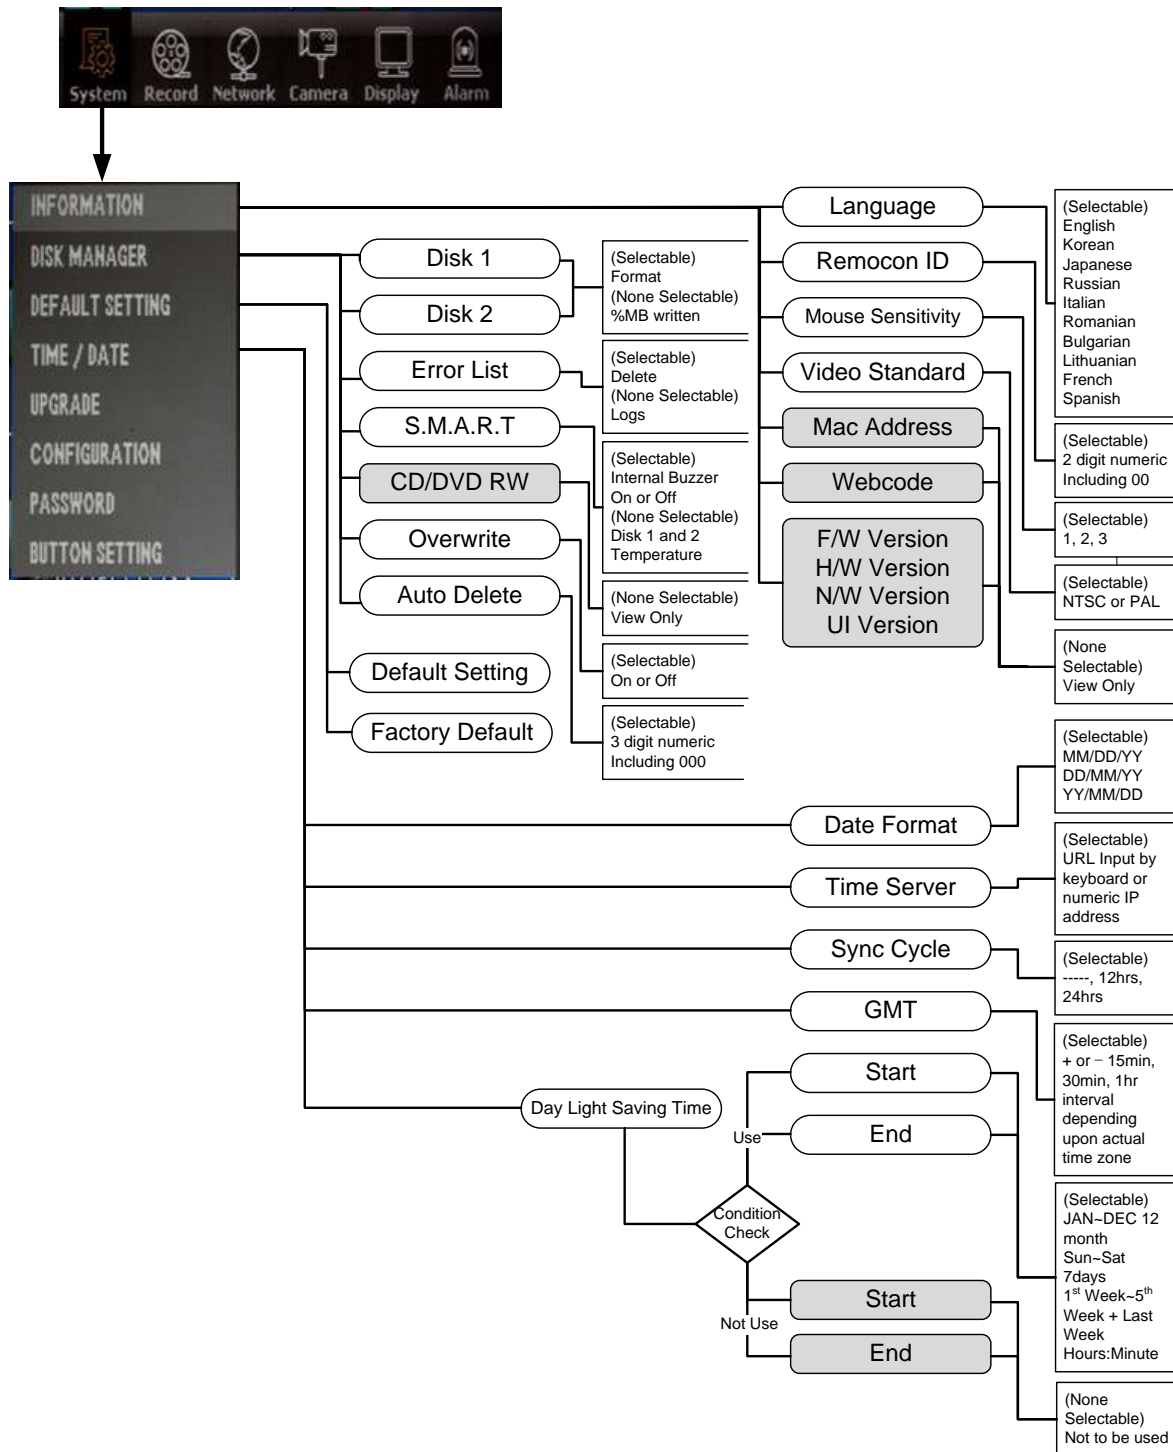 System Record Network Camera Display Alarm
INFORMATION
DISK MANAGER
DEFAULT SETTING
TIME / DATE
UPGRADE
CONFIGURATION
PASSWORD
BUTTON SETTING
Disk 1
Disk 2
Error List
S.M.A.R.T
CD/DVD RW
Overwrite
Auto Delete
Default Setting
Factory Default
(Selectable)
Format
(None Selectable)
%MB written
(Selectable)
Delete
(None Selectable)
Logs
(Selectable)
Internal Buzzer
On or Off
(None Selectable)
Disk 1 and 2
Temperature
(None Selectable)
View Only
(Selectable)
On or Off
(Selectable)
3 digit numeric
Including 000
Language
Remocon ID
Mouse Sensitivity
Video Standard
Mac Address
Webcode
F/W Version
H/W Version
N/W Version
UI Version
(Selectable)
English
Korean
Japanese
Russian
Italian
Romanian
Bulgarian
Lithuanian
French
Spanish
(Selectable)
2 digit numeric
Including 00
(Selectable)
1, 2, 3
(Selectable)
NTSC or PAL
(None
Selectable)
View Only
Date Format
Time Server
Sync Cycle
GMT
(Selectable)
MM/DD/YY
DD/MM/YY
YY/MM/DD
(Selectable)
URL Input by
keyboard or
numeric IP
address
(Selectable)
-----, 12hrs,
24hrs
(Selectable)
+ or – 15min,
30min, 1hr
interval
depending
upon actual
time zone
Day Light Saving Time
Condition
Check
Use
Start
End
Not Use
Start
End
(Selectable)
JAN~DEC 12
month
Sun~Sat
7days
1st Week~5th
Week + Last
Week
Hours:Minute
(None
Selectable)
Not to be used